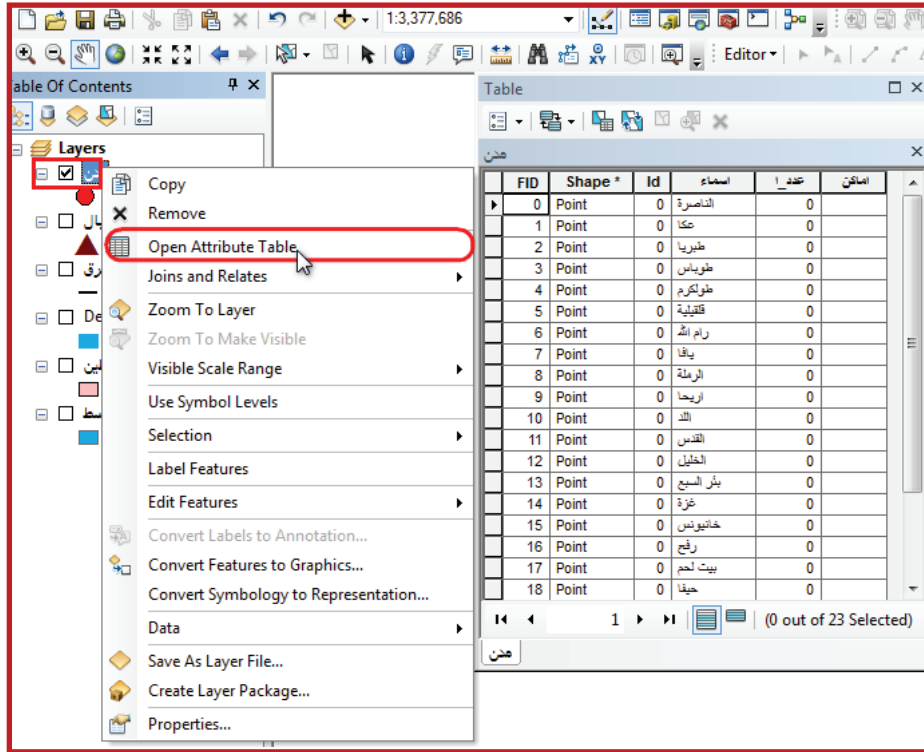 1:3,377,686
Editor
able Of Contents
Layers
دن
بال
رق
De
لين
سط
Copy
Remove
Open Attribute Table
Joins and Relates
Zoom To Layer
Zoom To Make Visible
Visible Scale Range
Use Symbol Levels
Selection
Label Features
Edit Features
Convert Labels to Annotation...
Convert Features to Graphics...
Convert Symbology to Representation...
Data
Save As Layer File...
Create Layer Package...
Properties...
Table
مدن
FID Shape * Id اسماء عدد_ا اماكن
0 Point 0 الناصرة 0
1 Point 0 عكا 0
2 Point 0 طبريا 0
3 Point 0 طوباس 0
4 Point 0 طولكرم 0
5 Point 0 قلقيلية 0
6 Point 0 رام الله 0
7 Point 0 يافا 0
8 Point 0 الرملة 0
9 Point 0 اريحا 0
10 Point 0 اللد 0
11 Point 0 القدس 0
12 Point 0 الخليل 0
13 Point 0 بئر السبع 0
14 Point 0 غزة 0
15 Point 0 خانيونس 0
16 Point 0 رفح 0
17 Point 0 بيت لحم 0
18 Point 0 حيفا 0
1 (0 out of 23 Selected)
مدن